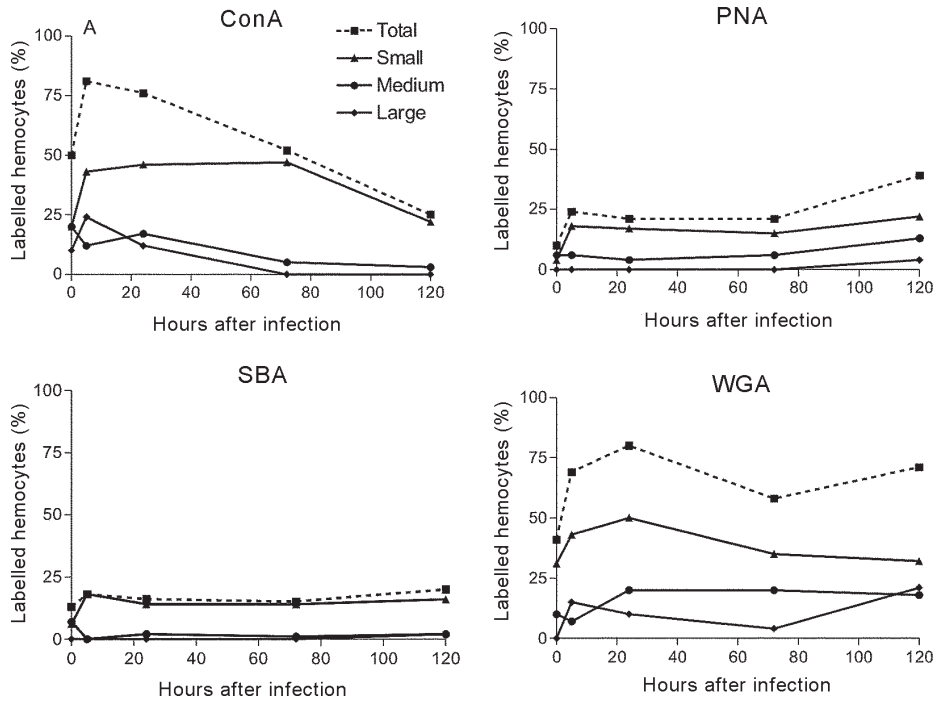 A
ConA
Total
Small
Medium
Large
Labelled hemocytes (%)
100
75
50
25
0
0 20 40 60 80 100 120
Hours after infection
PNA
Labelled hemocytes (%)
100
75
50
25
0
0 20 40 60 80 100 120
Hours after infection
SBA
Labelled hemocytes (%)
100
75
50
25
0
0 20 40 60 80 100 120
Hours after infection
WGA
Labelled hemocytes (%)
100
75
50
25
0
0 20 40 60 80 100 120
Hours after infection